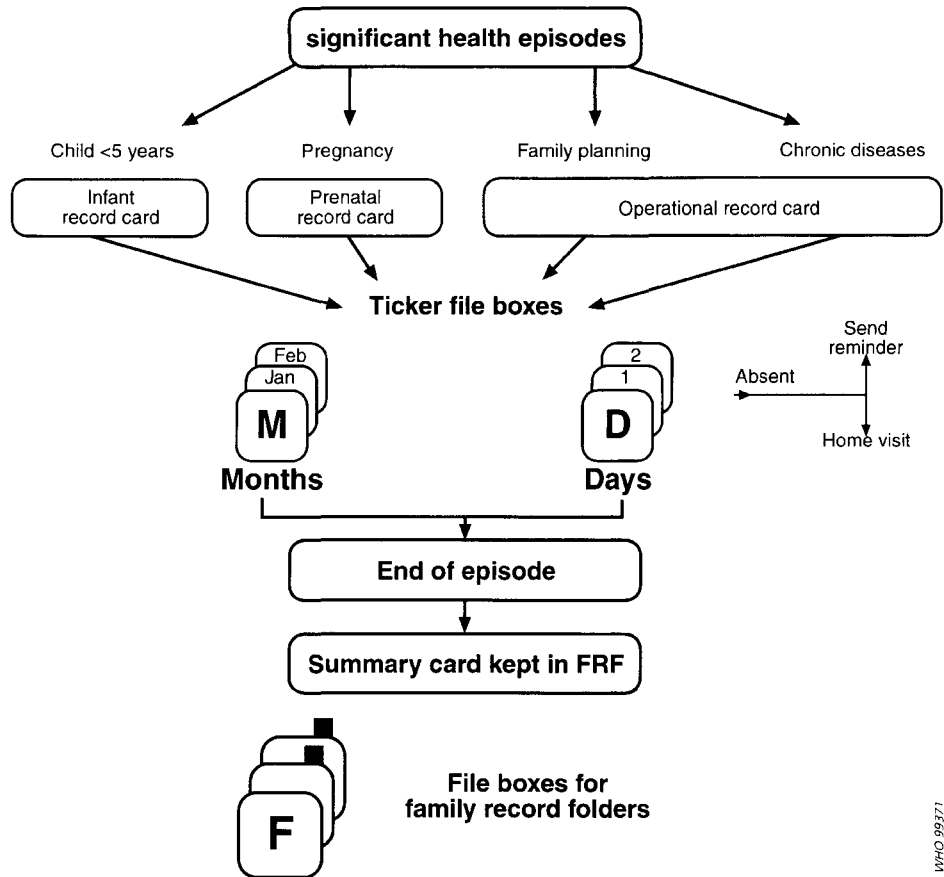 significant health episodes
Child <5 years
Pregnancy
Family planning
Chronic diseases
Infant
record card
Prenatal
record card
Operational record card
Ticker file boxes
Feb
Jan
M
Months
2
1
D
Days
Absent
Send
reminder
Home visit
End of episode
Summary card kept in FRF
F
File boxes for
family record folders
WHO 99371